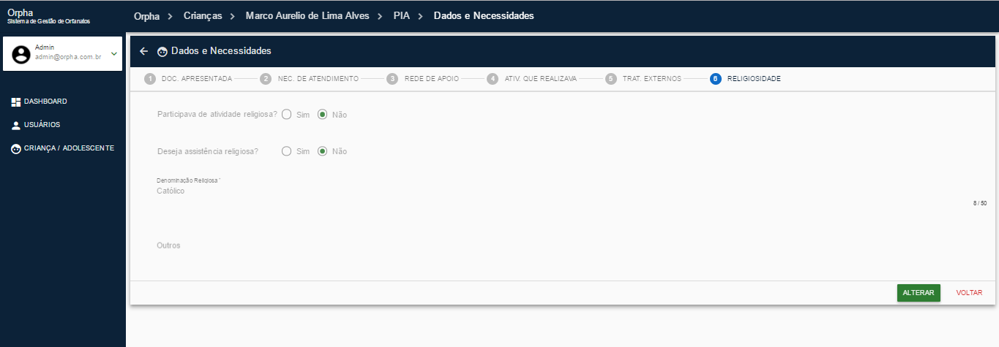 Orpha
Sistema de Gestão de Orfanatos
Admin
admin@orpha.com.br
DASHBOARD
USUÁRIOS
CRIANÇA / ADOLESCENTE
Orpha > Crianças > Marco Aurelio de Lima Alves > PIA > Dados e Necessidades
Dados e Necessidades
1 DOC. APRESENTADA 2 NEC. DE ATENDIMENTO 3 REDE DE APOIO 4 ATIV. QUE REALIZAVA 5 TRAT. EXTERNOS 6 RELIGIOSIDADE
Participava de atividade religiosa? Sim Não
Deseja assistência religiosa? Sim Não
Denominação Religiosa *
Católico
8 / 50
Outros
ALTERAR VOLTAR